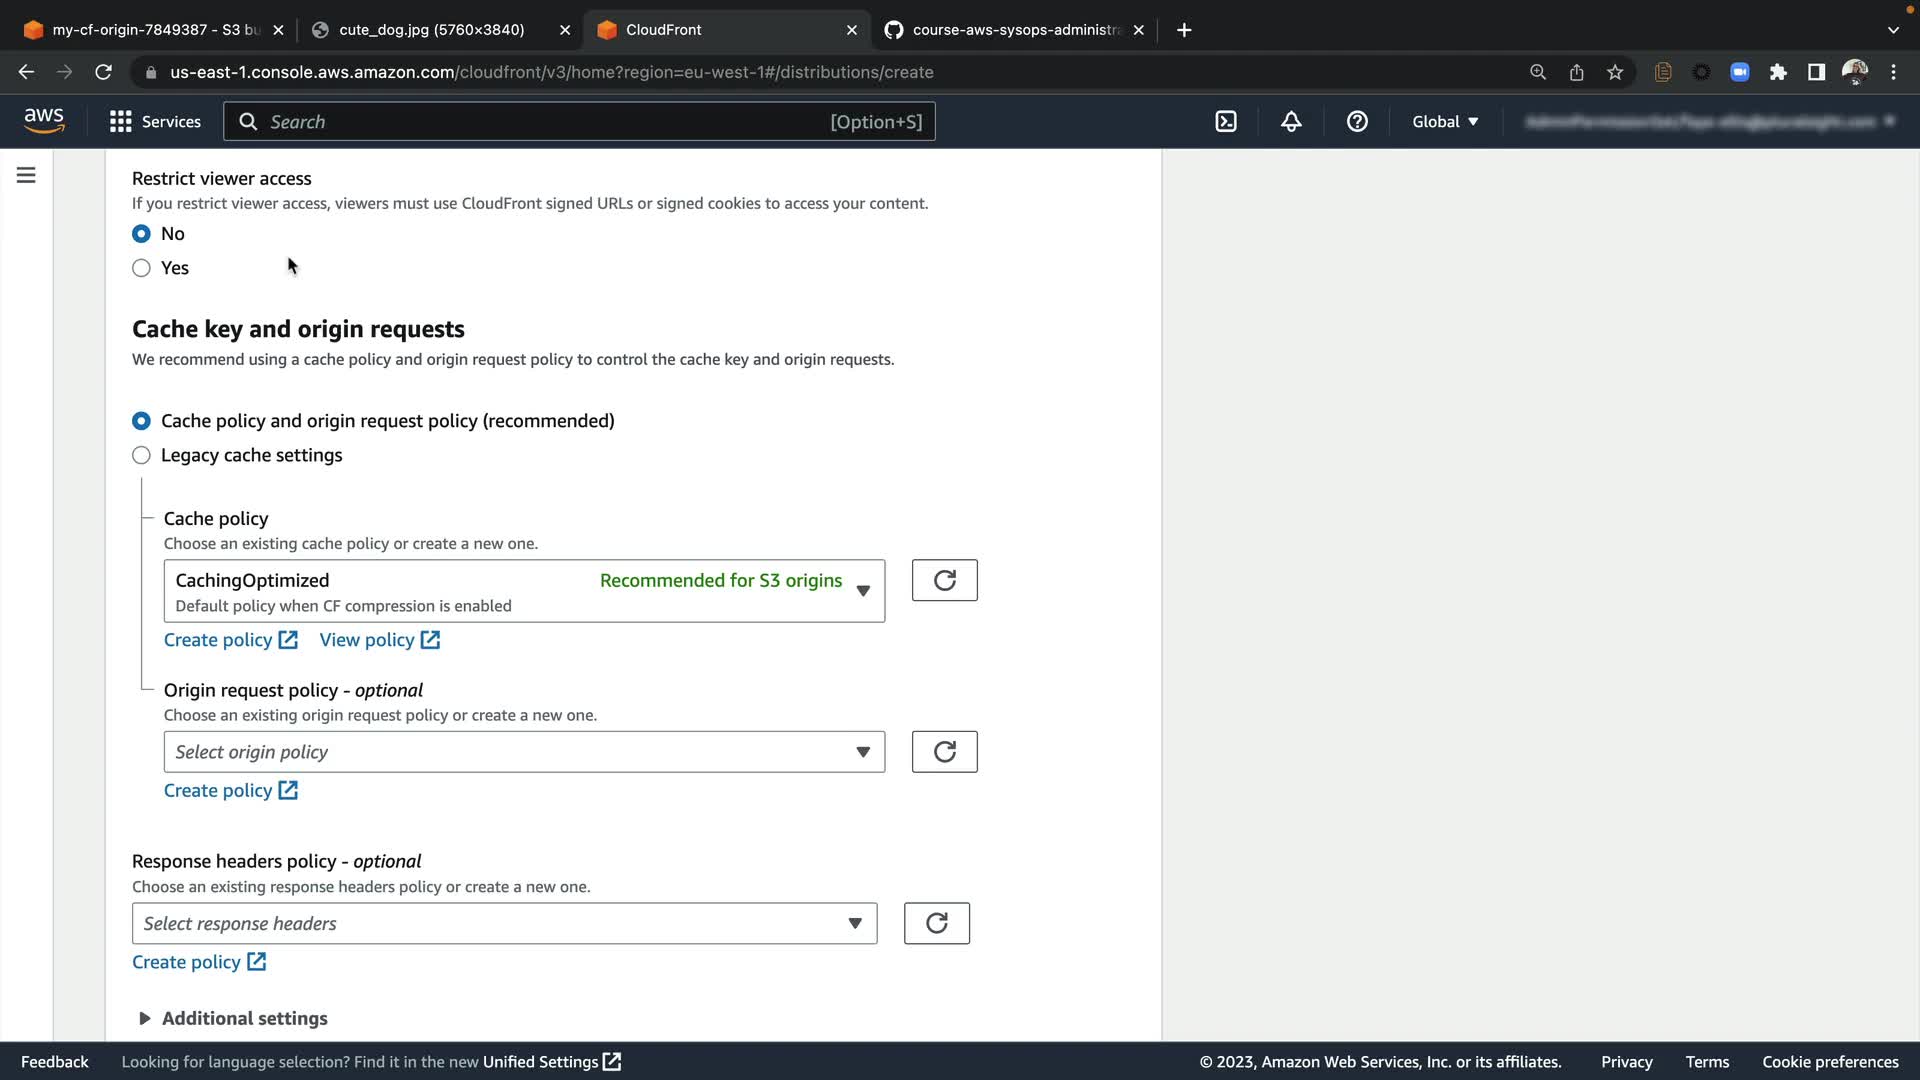 my-cf-origin-7849387 - S3 bu
cute_dog.jpg (5760×3840)
CloudFront
course-aws-sysops-administra
us-east-1.console.aws.amazon.com/cloudfront/v3/home?region=eu-west-1#/distributions/create
aws
Services
Search
[Option+S]
Global
Restrict viewer access
If you restrict viewer access, viewers must use CloudFront signed URLs or signed cookies to access your content.
No
Yes
Cache key and origin requests
We recommend using a cache policy and origin request policy to control the cache key and origin requests.
Cache policy and origin request policy (recommended)
Legacy cache settings
Cache policy
Choose an existing cache policy or create a new one.
CachingOptimized
Recommended for S3 origins
Default policy when CF compression is enabled
Create policy
View policy
Origin request policy - optional
Choose an existing origin request policy or create a new one.
Select origin policy
Create policy
Response headers policy - optional
Choose an existing response headers policy or create a new one.
Select response headers
Create policy
Additional settings
Feedback
Looking for language selection? Find it in the new Unified Settings
© 2023, Amazon Web Services, Inc. or its affiliates.
Privacy
Terms
Cookie preferences